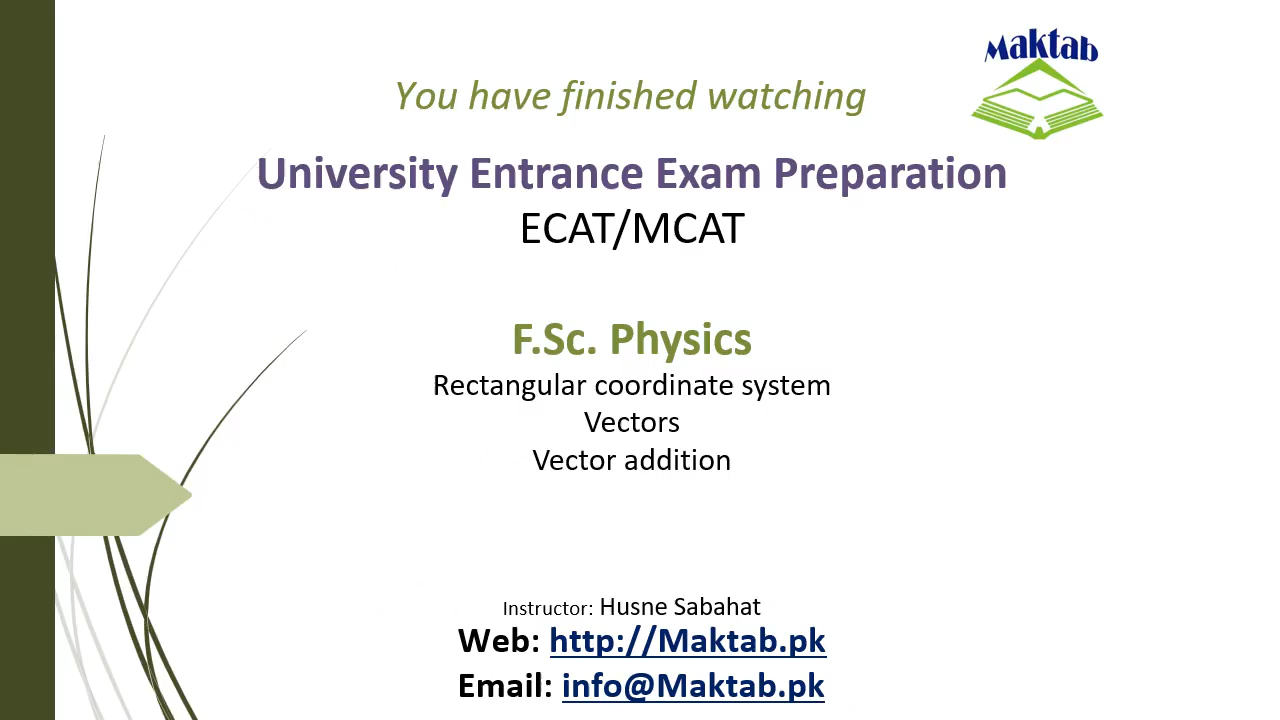 Maktab
You have finished watching
University Entrance Exam Preparation
ECAT/MCAT
F.Sc. Physics
Rectangular coordinate system
Vectors
Vector addition
Instructor: Husne Sabahat
Web: http://Maktab.pk
Email: info@Maktab.pk